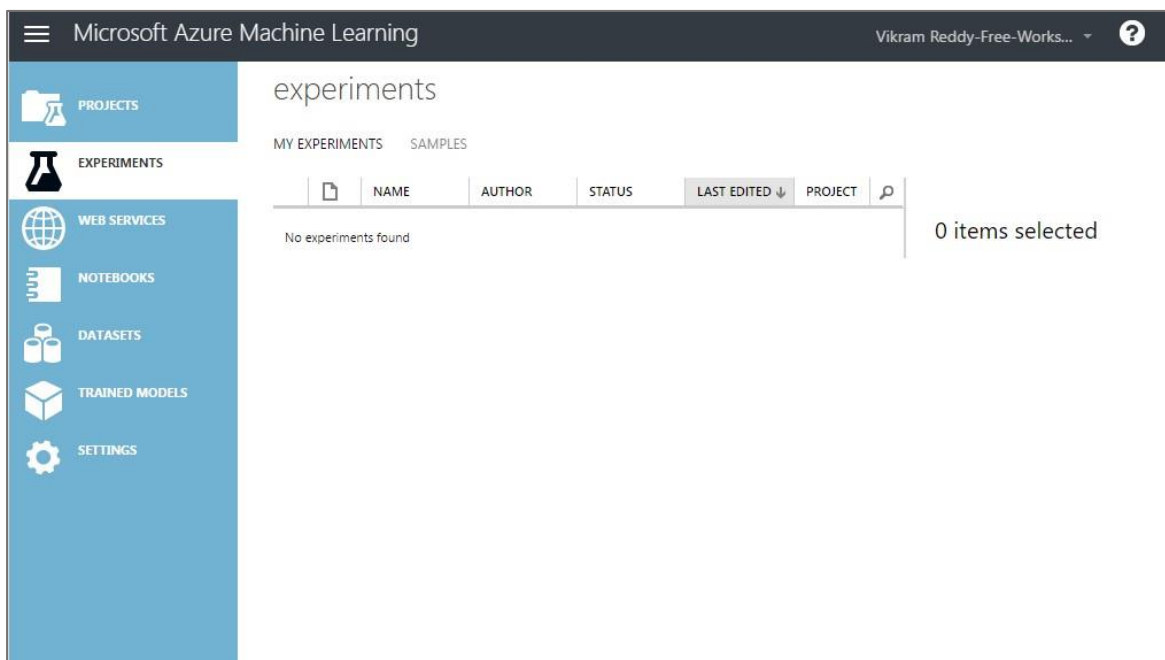 Microsoft Azure Machine Learning
Vikram Reddy-Free-Works...
?
PROJECTS
EXPERIMENTS
WEB SERVICES
NOTEBOOKS
DATASETS
TRAINED MODELS
SETTINGS
experiments
MY EXPERIMENTS SAMPLES
NAME AUTHOR STATUS LAST EDITED ↓ PROJECT
No experiments found
0 items selected